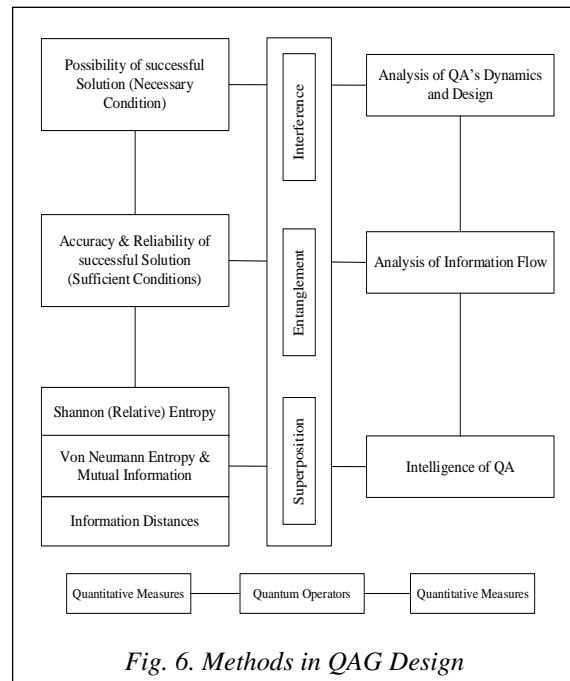 Possibility of successful
Solution (Necessary
Condition)
Interference
Analysis of QA's Dynamics
and Design
Accuracy & Reliability of
successful Solution
(Sufficient Conditions)
Entanglement
Analysis of Information Flow
Shannon (Relative) Entropy
Von Neumann Entropy &
Mutual Information
Information Distances
Superposition
Intelligence of QA
Quantitative Measures
Quantum Operators
Quantitative Measures
Fig. 6. Methods in QAG Design